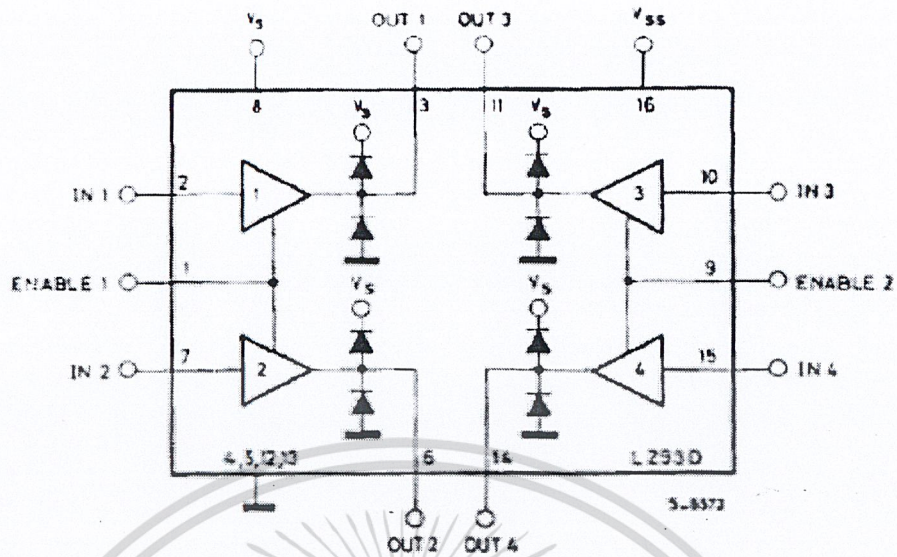 Vs OUT 1 OUT 3 Vss
8 3 11 16
Vs Vs
IN 1 2 1 3 10 IN 3
ENABLE 1 1 9 ENABLE 2
Vs Vs
IN 2 7 2 4 15 IN 4
4,5,12,13 6 14 L293D
S-8373
OUT 2 OUT 4